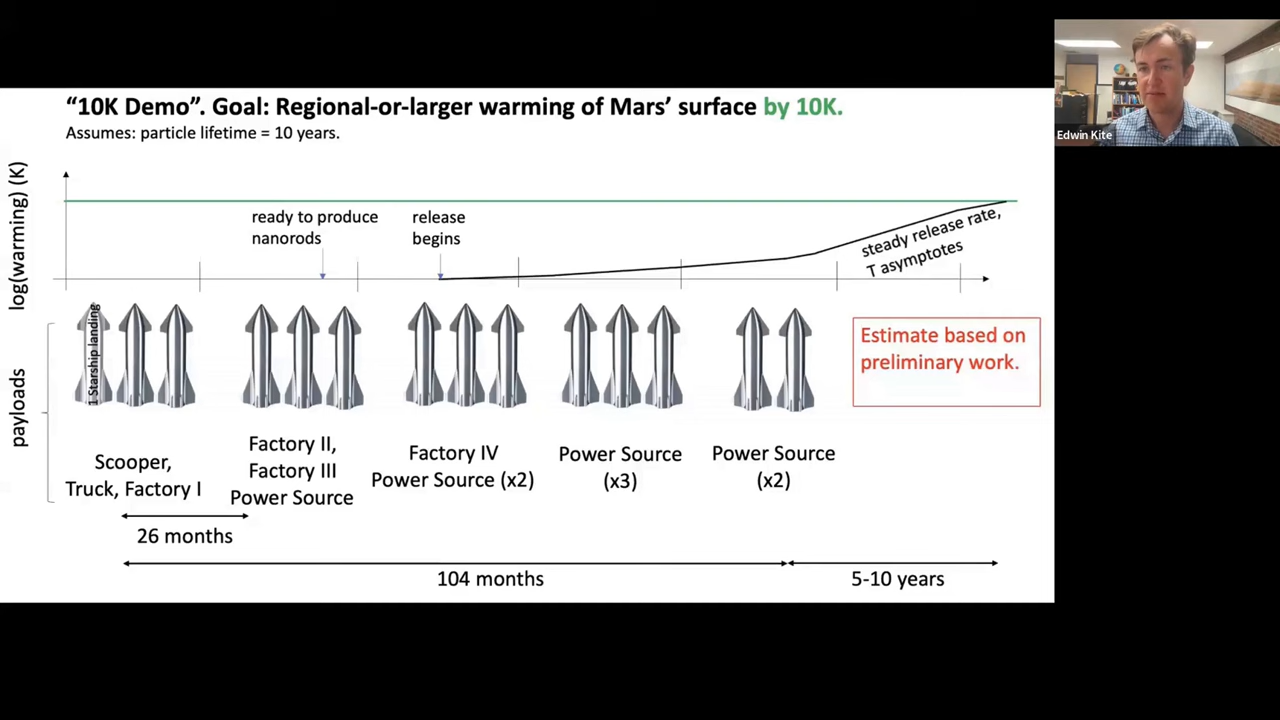 “10K Demo”. Goal: Regional-or-larger warming of Mars’ surface by 10K.
Assumes: particle lifetime = 10 years.
Edwin Kite
log(warming) (K)
ready to produce
nanorods
release
begins
steady release rate,
T asymptotes
payloads
1 Starship landing
Estimate based on
preliminary work.
Scooper,
Truck, Factory I
Factory II,
Factory III
Power Source
Factory IV
Power Source (x2)
Power Source
(x3)
Power Source
(x2)
26 months
104 months
5-10 years